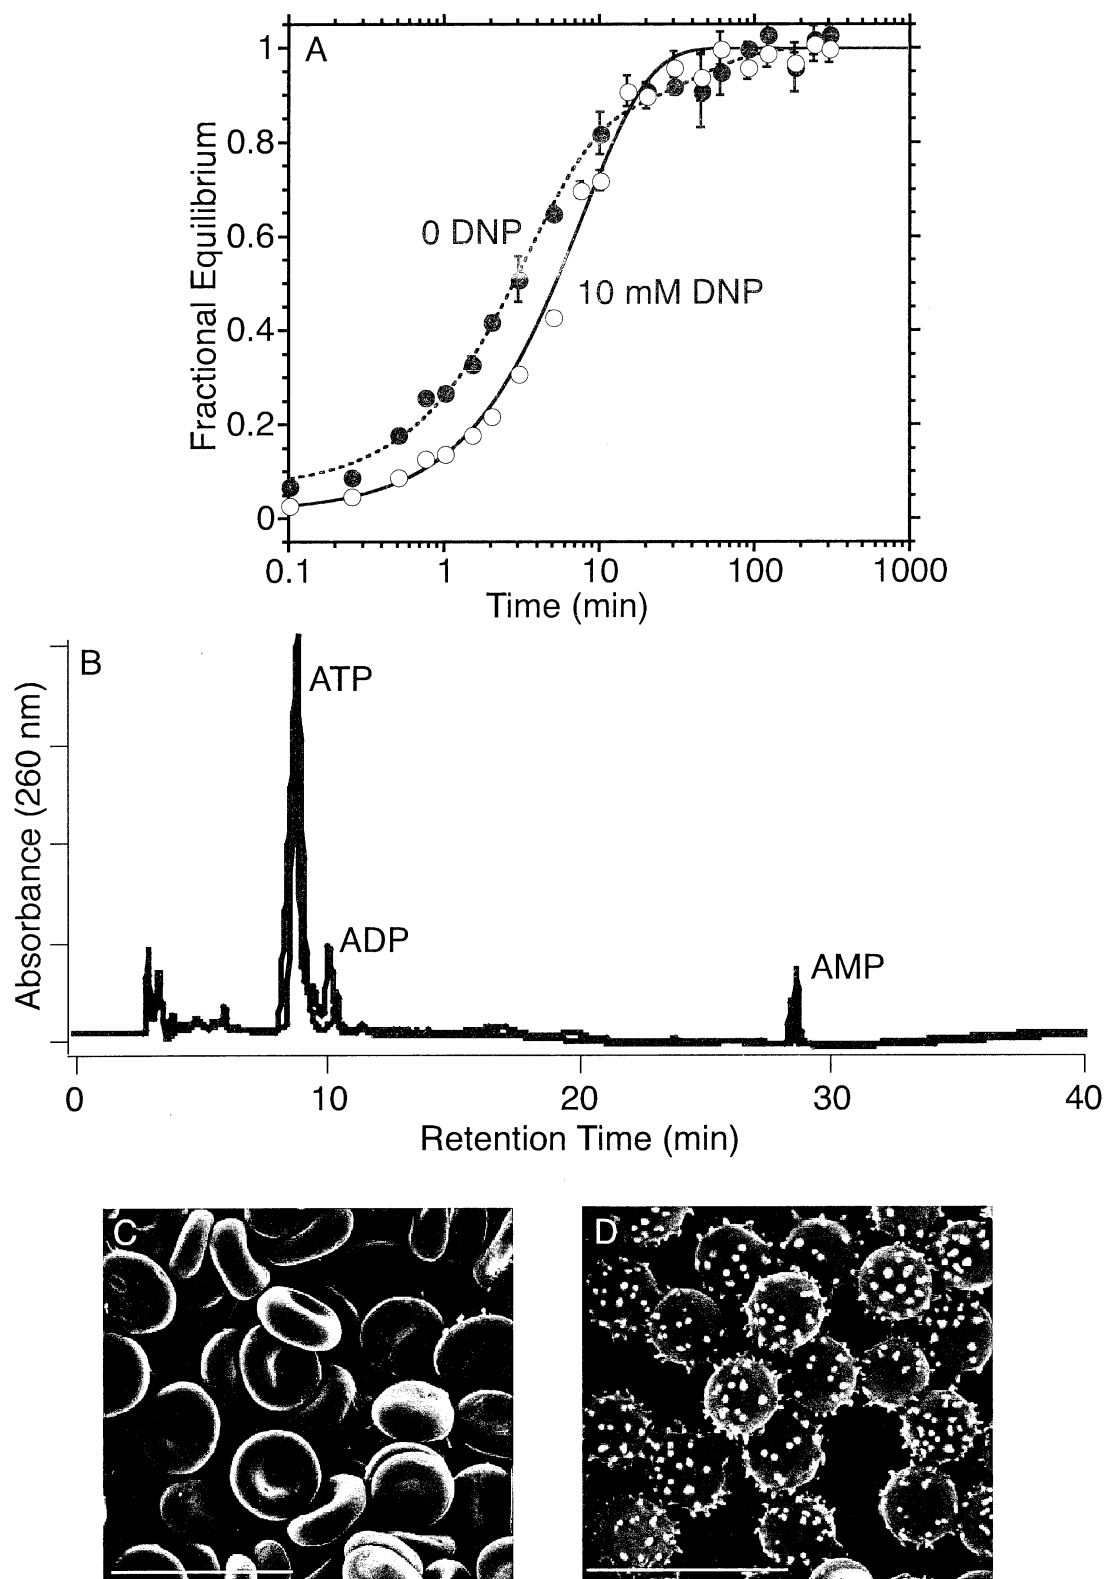 A
1
0.8
0.6
0.4
0.2
0
Fractional Equilibrium
0 DNP
10 mM DNP
0.1 1 10 100 1000
Time (min)
B
ATP
ADP
AMP
Absorbance (260 nm)
0 10 20 30 40
Retention Time (min)
C
D